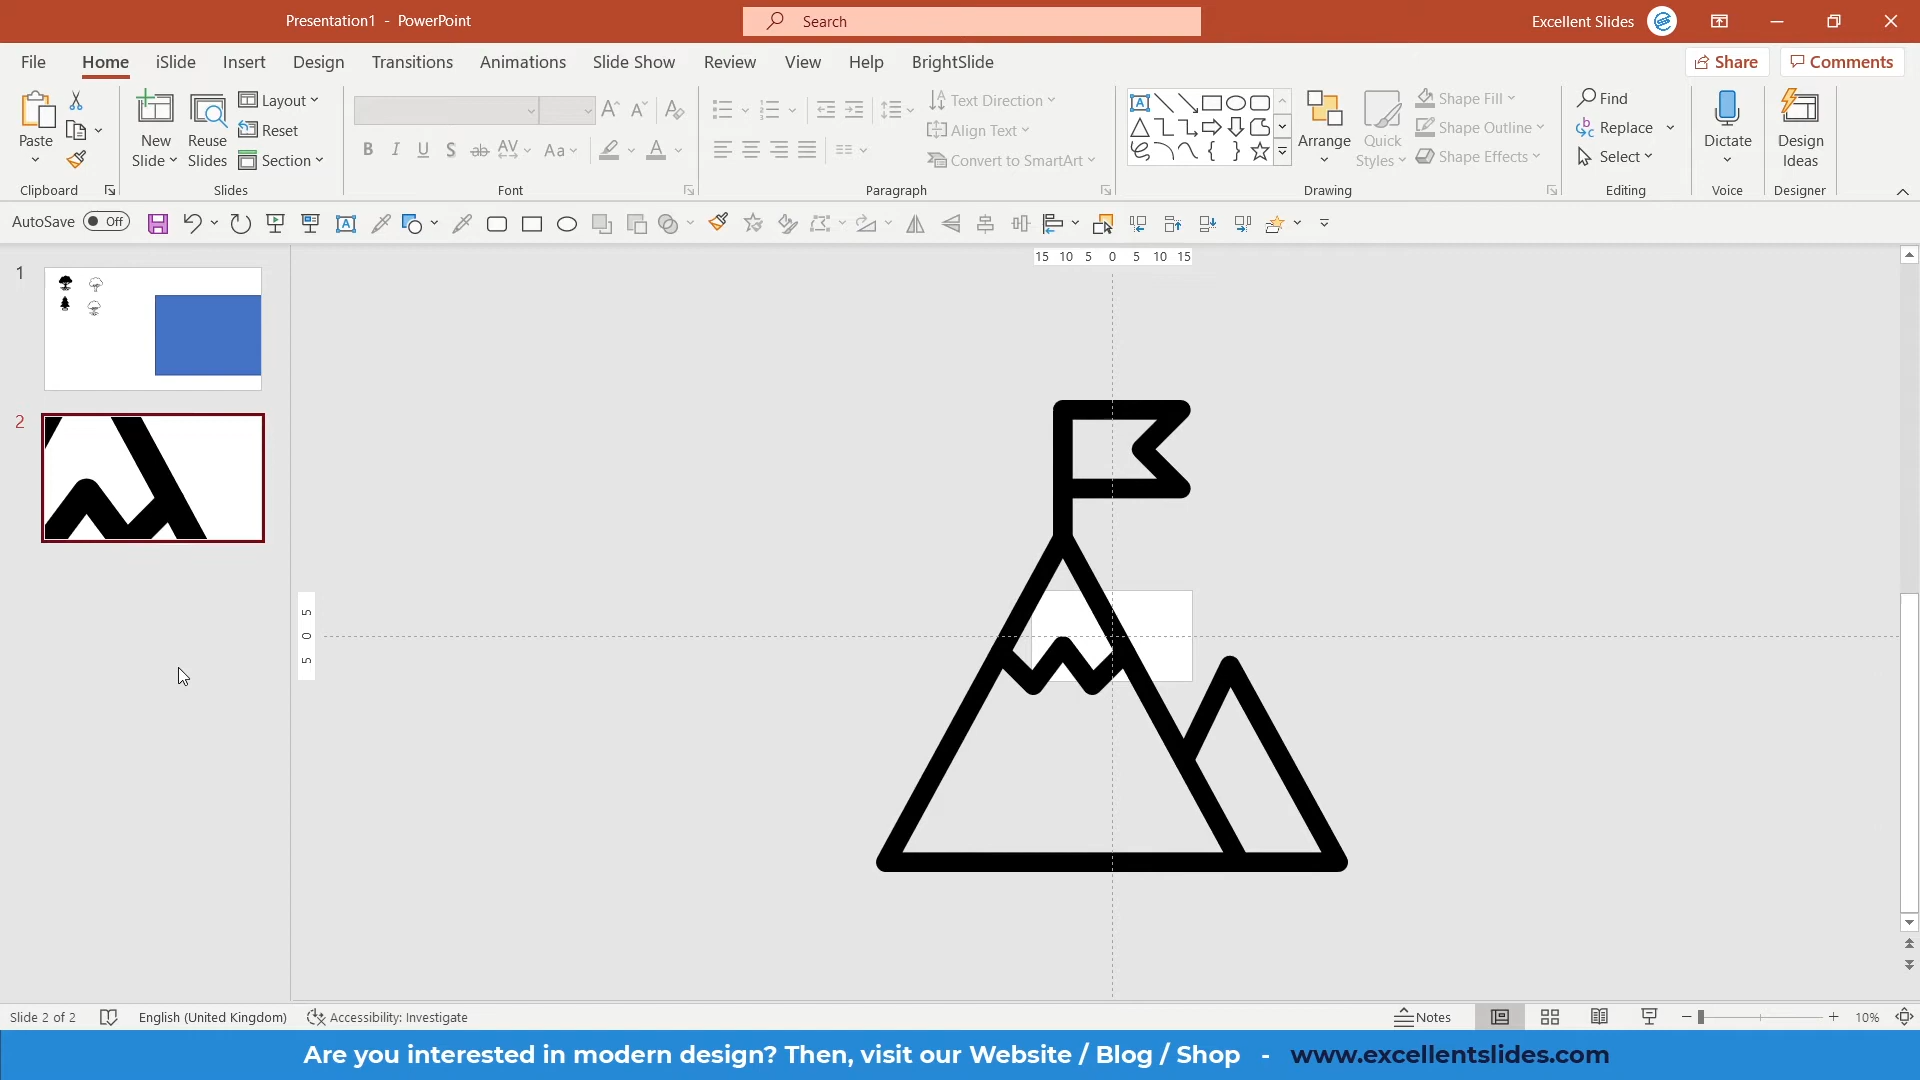 Presentation1 - PowerPoint
Search
Excellent Slides
File Home iSlide Insert Design Transitions Animations Slide Show Review View Help BrightSlide
Share Comments
Paste
New Slide
Reuse Slides
Layout
Reset
Section
B I U S ab AV Aa A
Text Direction
Align Text
Convert to SmartArt
Arrange
Quick Styles
Shape Fill
Shape Outline
Shape Effects
Find
Replace
Select
Dictate
Design Ideas
Clipboard Slides Font Paragraph Drawing Editing Voice Designer
AutoSave Off
15 10 5 0 5 10 15
1
2
5 0 5
Slide 2 of 2 English (United Kingdom) Accessibility: Investigate Notes 10%
Are you interested in modern design? Then, visit our Website / Blog / Shop - www.excellentslides.com